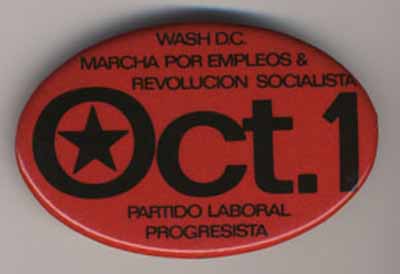 WASH D.C.
MARCHA POR EMPLEOS &
REVOLUCION SOCIALISTA
Oct. 1
PARTIDO LABORAL
PROGRESISTA